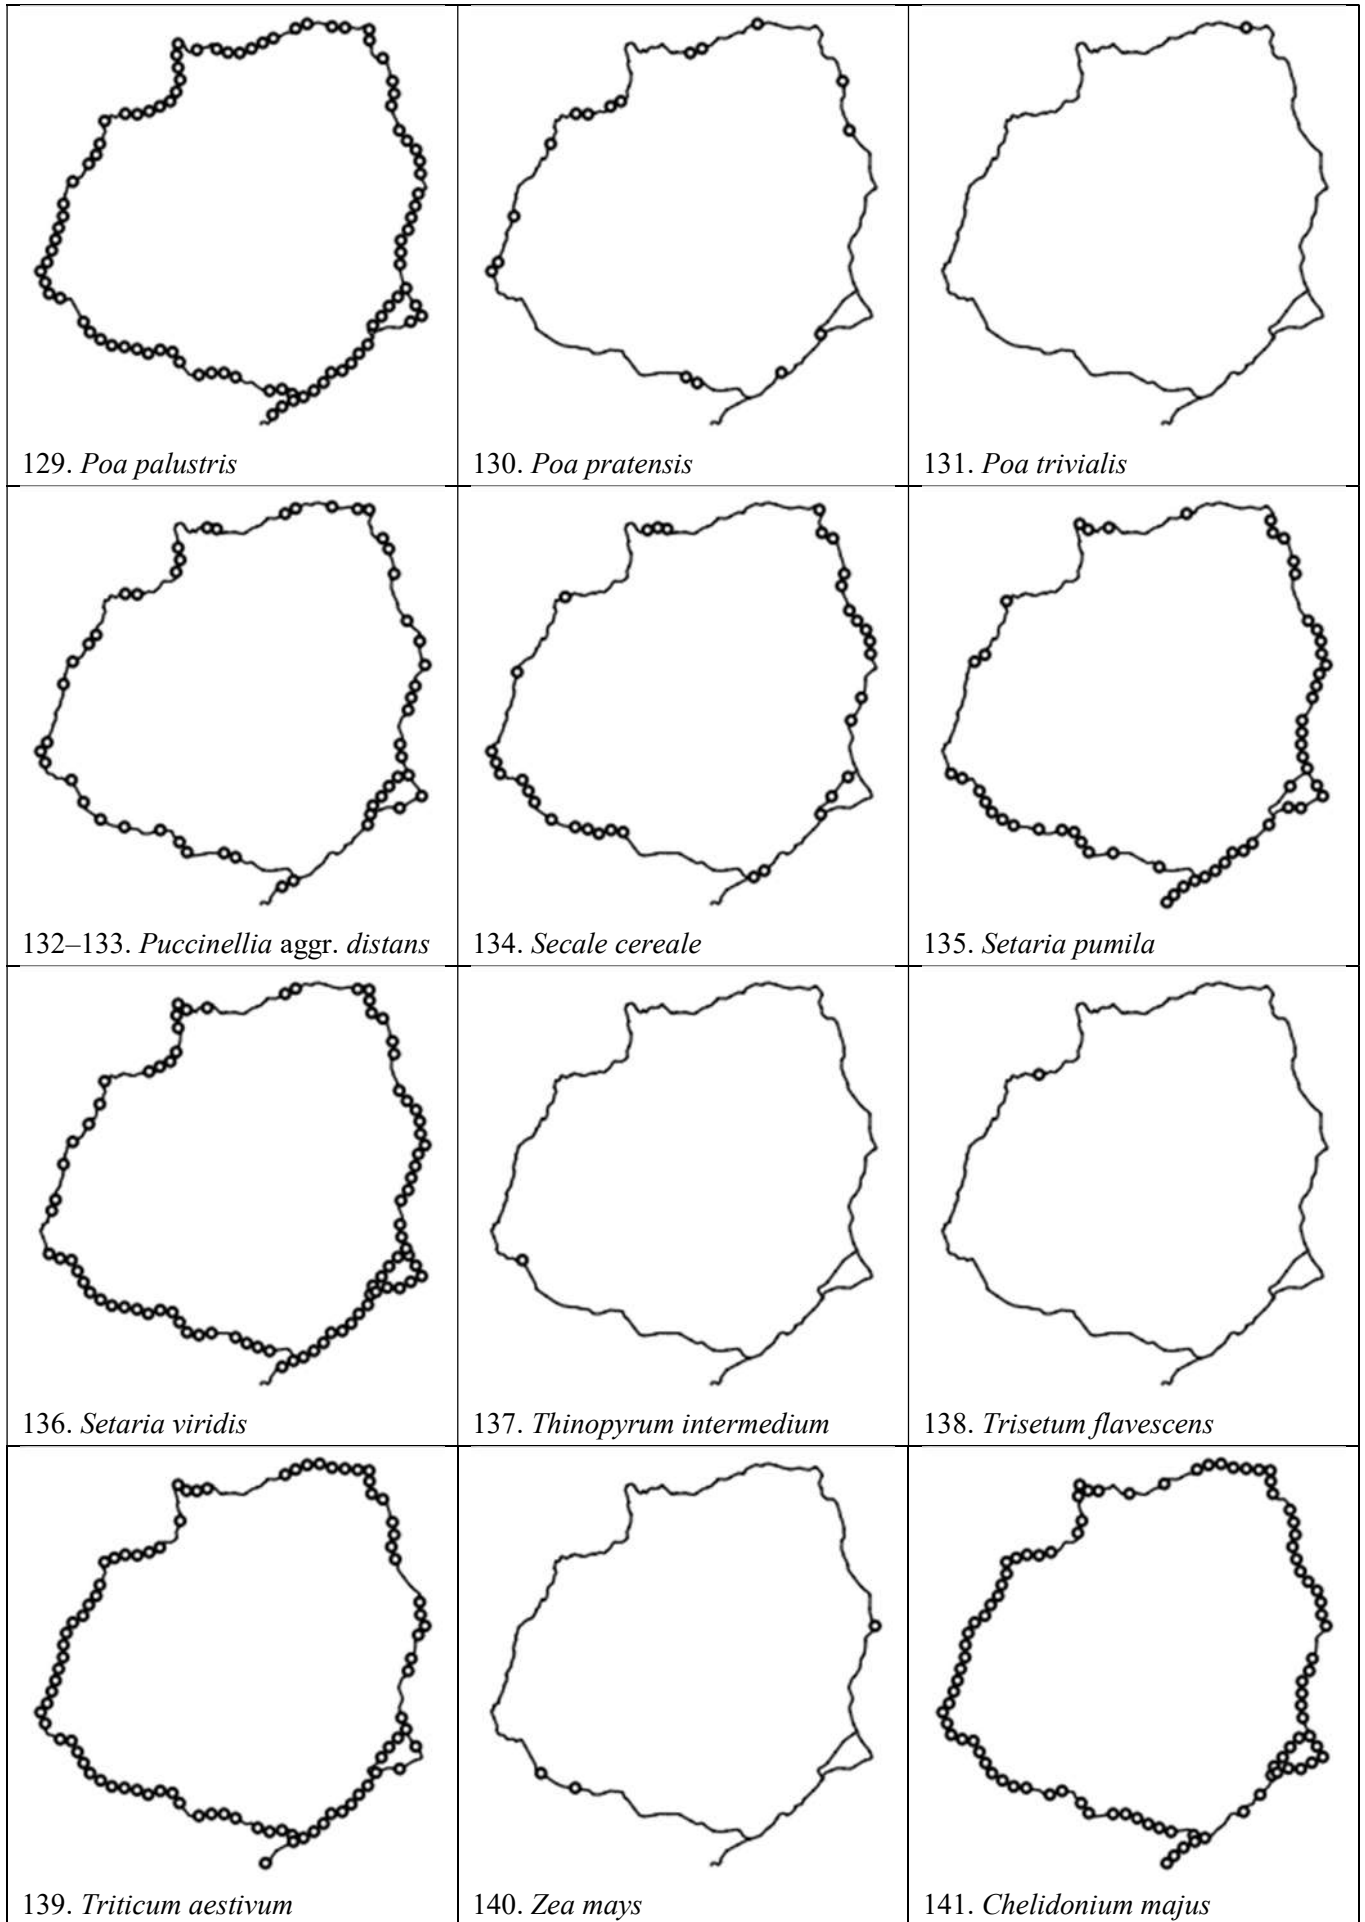 129. Poa palustris
130. Poa pratensis
131. Poa trivialis
132–133. Puccinellia aggr. distans
134. Secale cereale
135. Setaria pumila
136. Setaria viridis
137. Thinopyrum intermedium
138. Trisetum flavescens
139. Triticum aestivum
140. Zea mays
141. Chelidonium majus